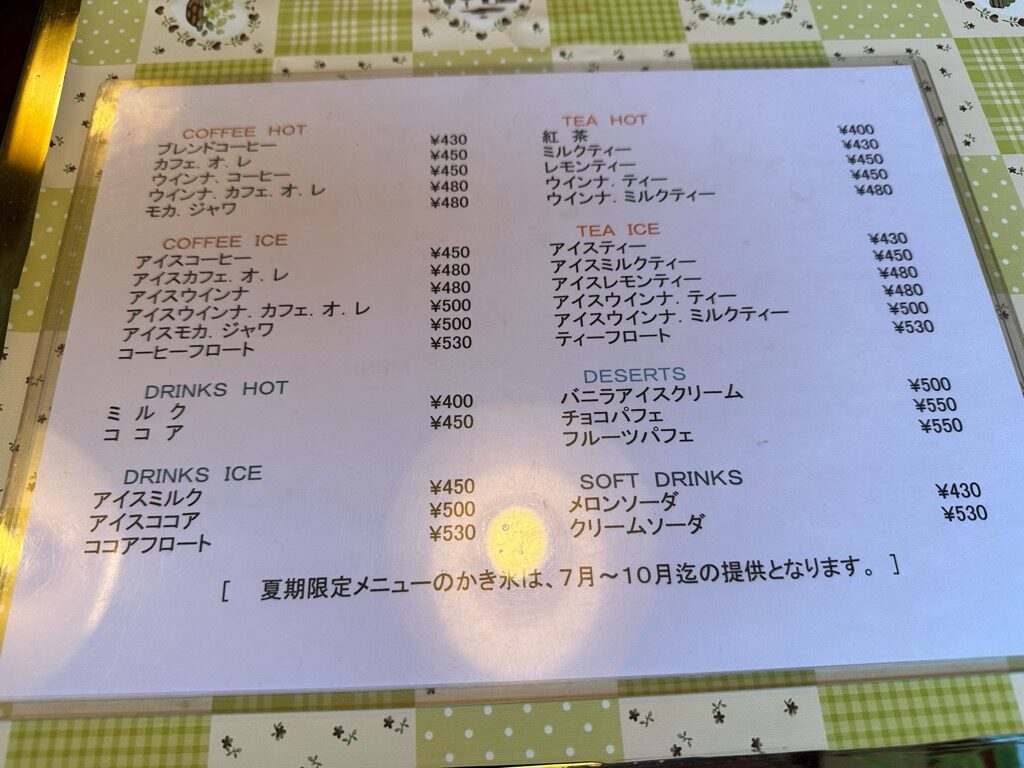 COFFEE HOT
ブレンドコーヒー ¥430
カフェ.オ.レ ¥450
ウインナ.コーヒー ¥450
ウインナ.カフェ.オ.レ ¥480
モカ.ジャワ ¥480
COFFEE ICE
アイスコーヒー ¥450
アイスカフェ.オ.レ ¥480
アイスウインナ ¥480
アイスウインナ.カフェ.オ.レ ¥500
アイスモカ.ジャワ ¥500
コーヒーフロート ¥530
DRINKS HOT
ミ ル ク ¥400
コ コ ア ¥450
DRINKS ICE
アイスミルク ¥450
アイスココア ¥500
ココアフロート ¥530
TEA HOT
紅 茶 ¥400
ミルクティー ¥430
レモンティー ¥450
ウインナ.ティー ¥450
ウインナ.ミルクティー ¥480
TEA ICE
アイスティー ¥430
アイスミルクティー ¥450
アイスレモンティー ¥480
アイスウインナ.ティー ¥480
アイスウインナ.ミルクティー ¥500
ティーフロート ¥530
DESERTS
バニラアイスクリーム ¥500
チョコパフェ ¥550
フルーツパフェ ¥550
SOFT DRINKS
メロンソーダ ¥430
クリームソーダ ¥530
[ 夏期限定メニューのかき氷は、7月～10月迄の提供となります。 ]